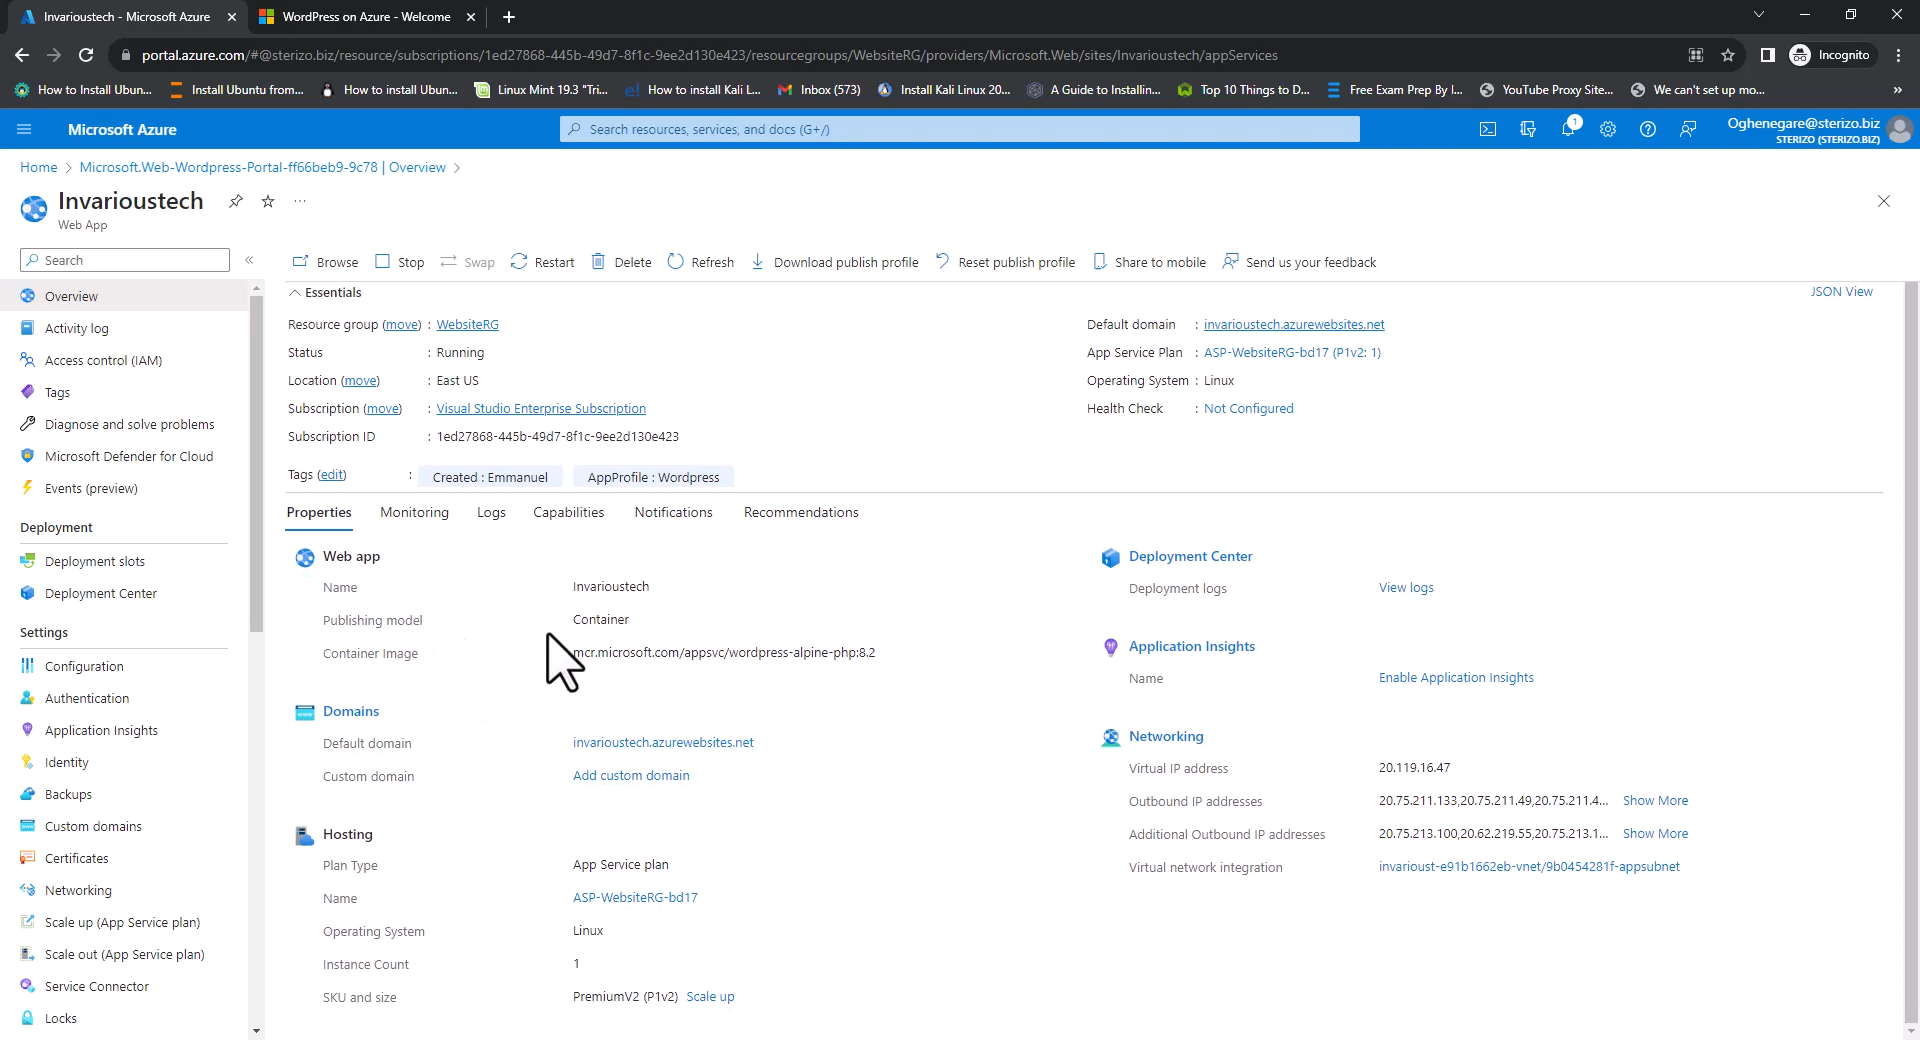 Invarioustech - Microsoft Azure
WordPress on Azure - Welcome
portal.azure.com/#@sterizo.biz/resource/subscriptions/1ed27868-445b-49d7-8f1c-9ee2d130e423/resourcegroups/WebsiteRG/providers/Microsoft.Web/sites/Invarioustech/appServices
Incognito
How to Install Ubun... Install Ubuntu from... How to install Ubun... Linux Mint 19.3 "Tri... How to install Kali L... Inbox (573) Install Kali Linux 20... A Guide to Installin... Top 10 Things to D... Free Exam Prep By I... YouTube Proxy Site... We can't set up mo... »
Microsoft Azure
Search resources, services, and docs (G+/)
1
Oghenegare@sterizo.biz
STERIZO (STERIZO.BIZ)
Home > Microsoft.Web-Wordpress-Portal-ff66beb9-9c78 | Overview >
Invarioustech ...
Web App
Search «
Browse Stop Swap Restart Delete Refresh Download publish profile Reset publish profile Share to mobile Send us your feedback
Overview
Activity log
Access control (IAM)
Tags
Diagnose and solve problems
Microsoft Defender for Cloud
Events (preview)
Deployment
Deployment slots
Deployment Center
Settings
Configuration
Authentication
Application Insights
Identity
Backups
Custom domains
Certificates
Networking
Scale up (App Service plan)
Scale out (App Service plan)
Service Connector
Locks
Essentials
JSON View
Resource group (move) : WebsiteRG
Status : Running
Location (move) : East US
Subscription (move) : Visual Studio Enterprise Subscription
Subscription ID : 1ed27868-445b-49d7-8f1c-9ee2d130e423
Default domain : invarioustech.azurewebsites.net
App Service Plan : ASP-WebsiteRG-bd17 (P1v2: 1)
Operating System : Linux
Health Check : Not Configured
Tags (edit) : Created : Emmanuel AppProfile : Wordpress
Properties Monitoring Logs Capabilities Notifications Recommendations
Web app
Name Invarioustech
Publishing model Container
Container Image mcr.microsoft.com/appsvc/wordpress-alpine-php:8.2
Domains
Default domain invarioustech.azurewebsites.net
Custom domain Add custom domain
Hosting
Plan Type App Service plan
Name ASP-WebsiteRG-bd17
Operating System Linux
Instance Count 1
SKU and size PremiumV2 (P1v2) Scale up
Deployment Center
Deployment logs View logs
Application Insights
Name Enable Application Insights
Networking
Virtual IP address 20.119.16.47
Outbound IP addresses 20.75.211.133,20.75.211.49,20.75.211.4... Show More
Additional Outbound IP addresses 20.75.213.100,20.62.219.55,20.75.213.1... Show More
Virtual network integration invarioust-e91b1662eb-vnet/9b0454281f-appsubnet